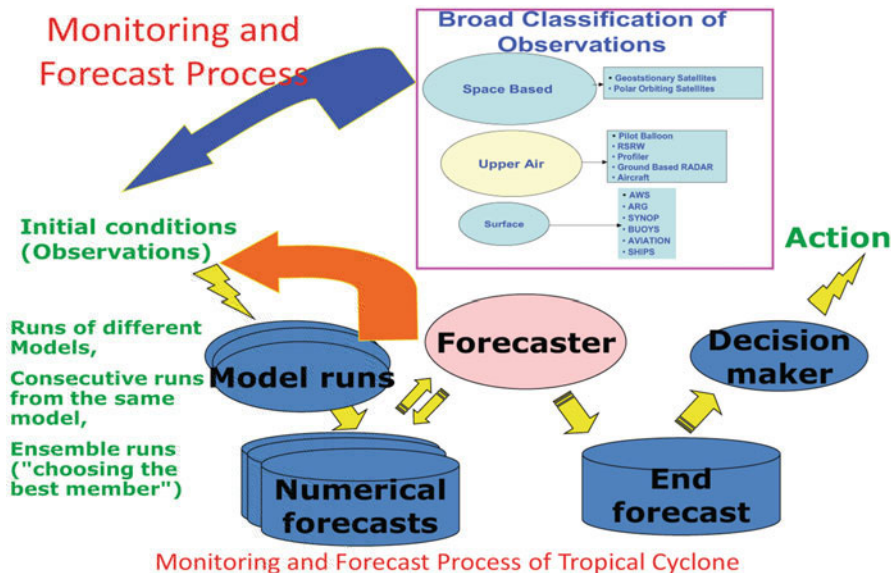 Monitoring and
Forecast Process
Broad Classification of
Observations
Space Based
• Geoststionary Satellites
• Polar Orbiting Satellites
Upper Air
• Pilot Balloon
• RSRW
• Profiler
• Ground Based RADAR
• Aircraft
Surface
• AWS
• ARG
• SYNOP
• BUOYS
• AVIATION
• SHIPS
Initial conditions
(Observations)
Action
Runs of different
Models,
Consecutive runs
from the same
model,
Ensemble runs
("choosing the
best member")
Model runs
Forecaster
Decision
maker
Numerical
forecasts
End
forecast
Monitoring and Forecast Process of Tropical Cyclone